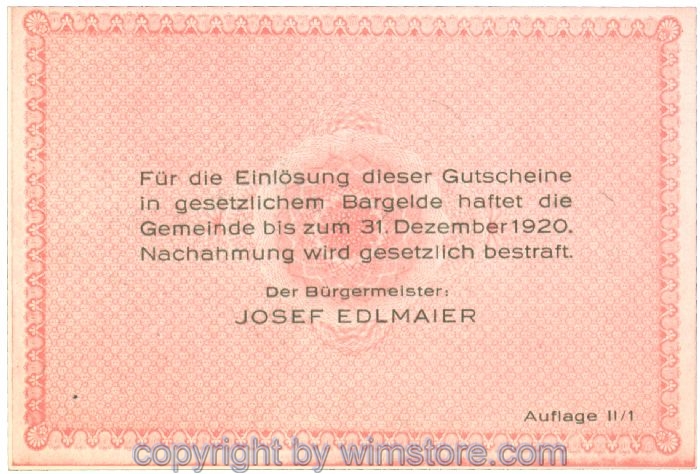 Für die Einlösung dieser Gutscheine
in gesetzlichem Bargelde haftet die
Gemeinde bis zum 31. Dezember 1920.
Nachahmung wird gesetzlich bestraft.
Der Bürgermeister:
JOSEF EDLMAIER
Auflage II/1
copyright by wimstore.com